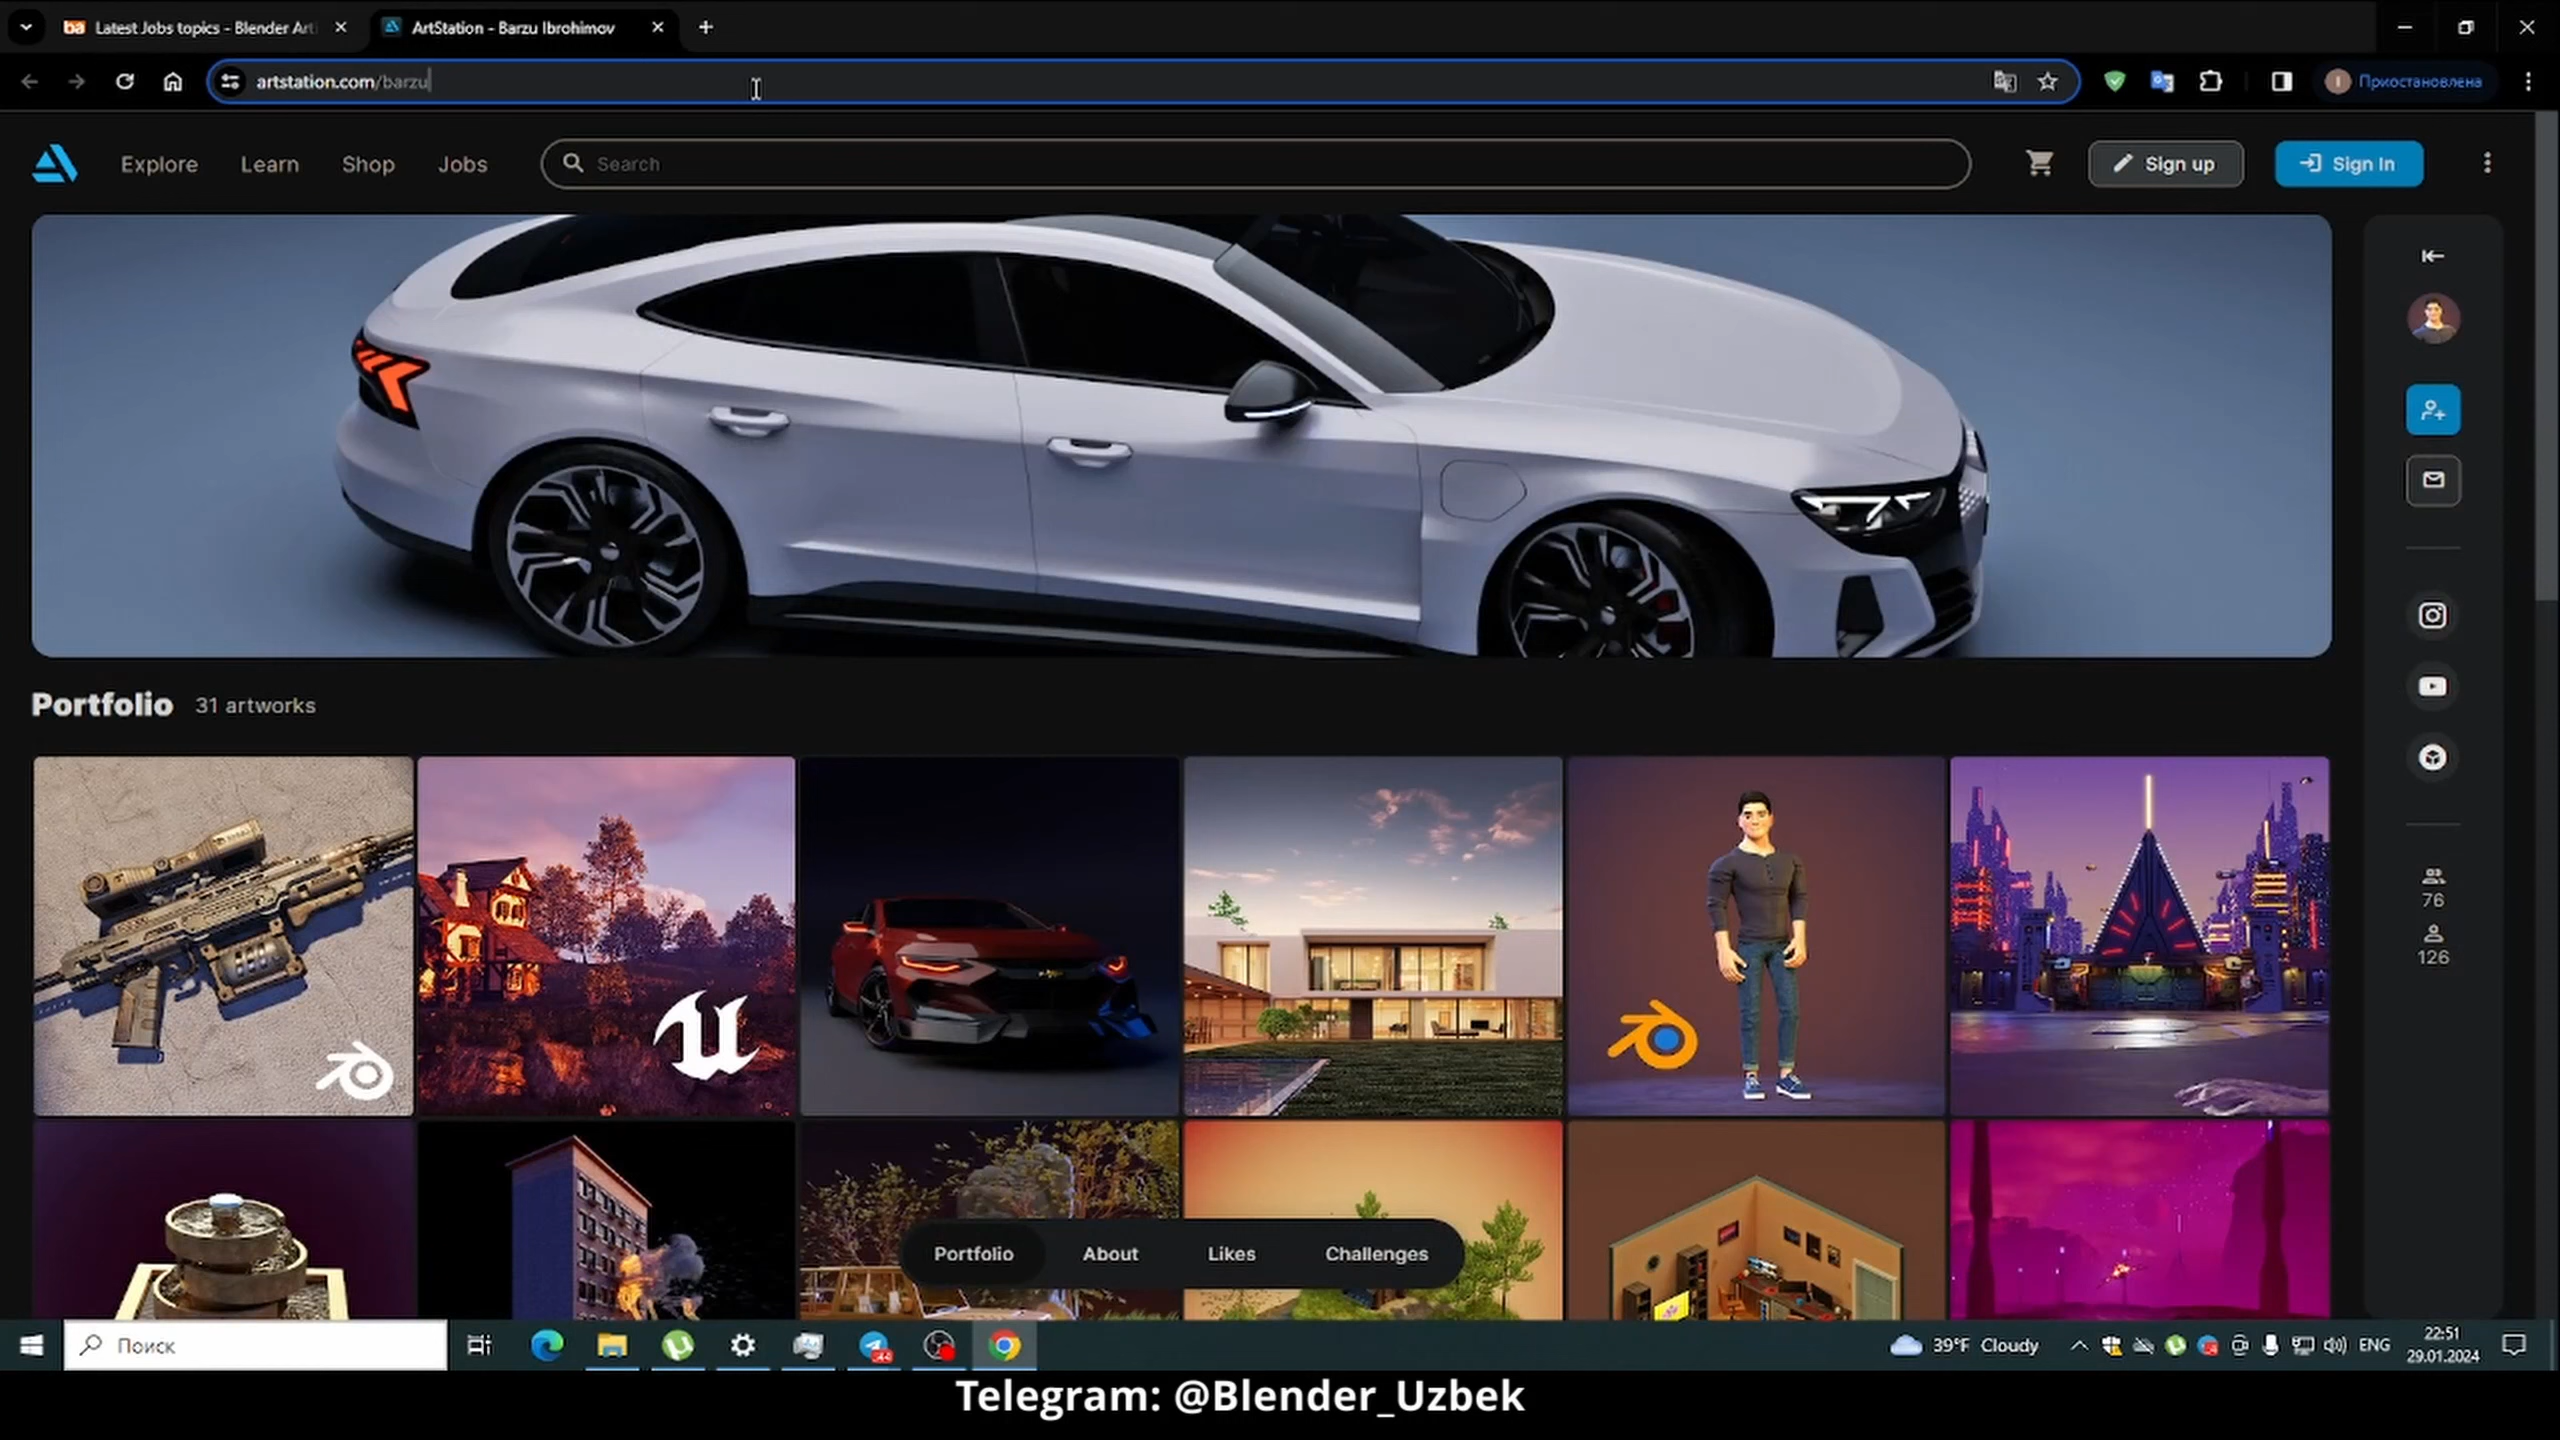 Latest Jobs topics - Blender Arti
ArtStation - Barzu Ibrohimov
artstation.com/barzu
Приостановлена
Explore
Learn
Shop
Jobs
Search
Sign up
Sign In
Portfolio 31 artworks
76
126
Portfolio
About
Likes
Challenges
Поиск
39°F Cloudy
ENG
22:51
29.01.2024
Telegram: @Blender_Uzbek